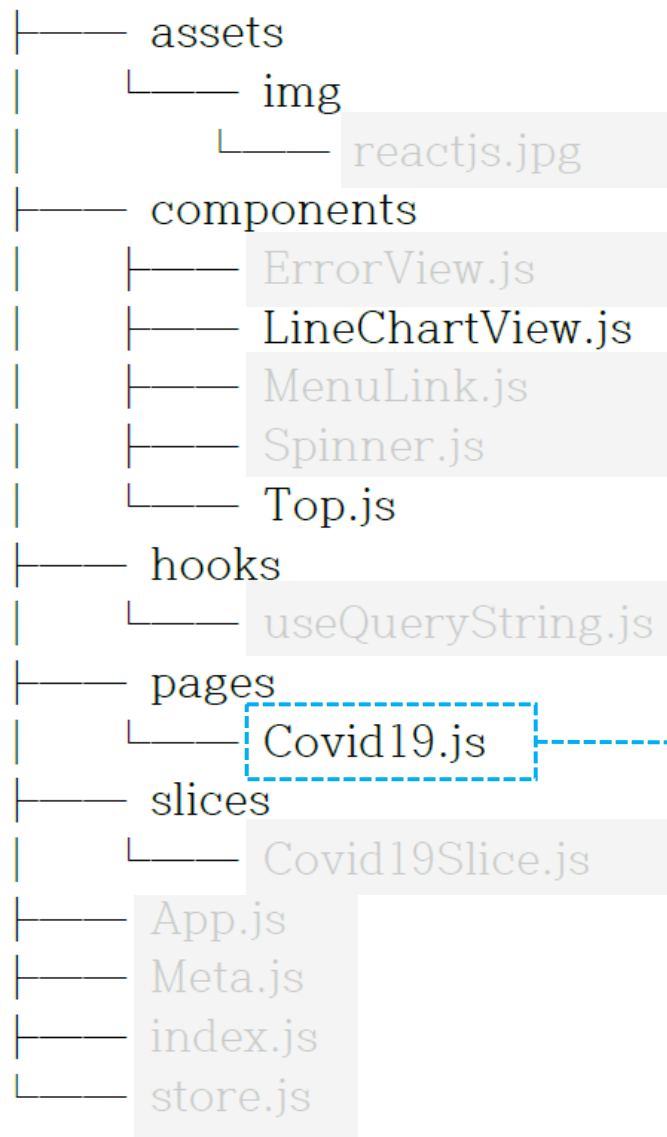 ├── assets
│   └── img
│       └── reactjs.jpg
├── components
│   ├── ErrorView.js
│   ├── LineChartView.js
│   ├── MenuLink.js
│   ├── Spinner.js
│   └── Top.js
├── hooks
│   └── useQueryString.js
├── pages
│   └── Covid19.js
├── slices
│   └── Covid19Slice.js
├── App.js
├── Meta.js
├── index.js
└── store.js